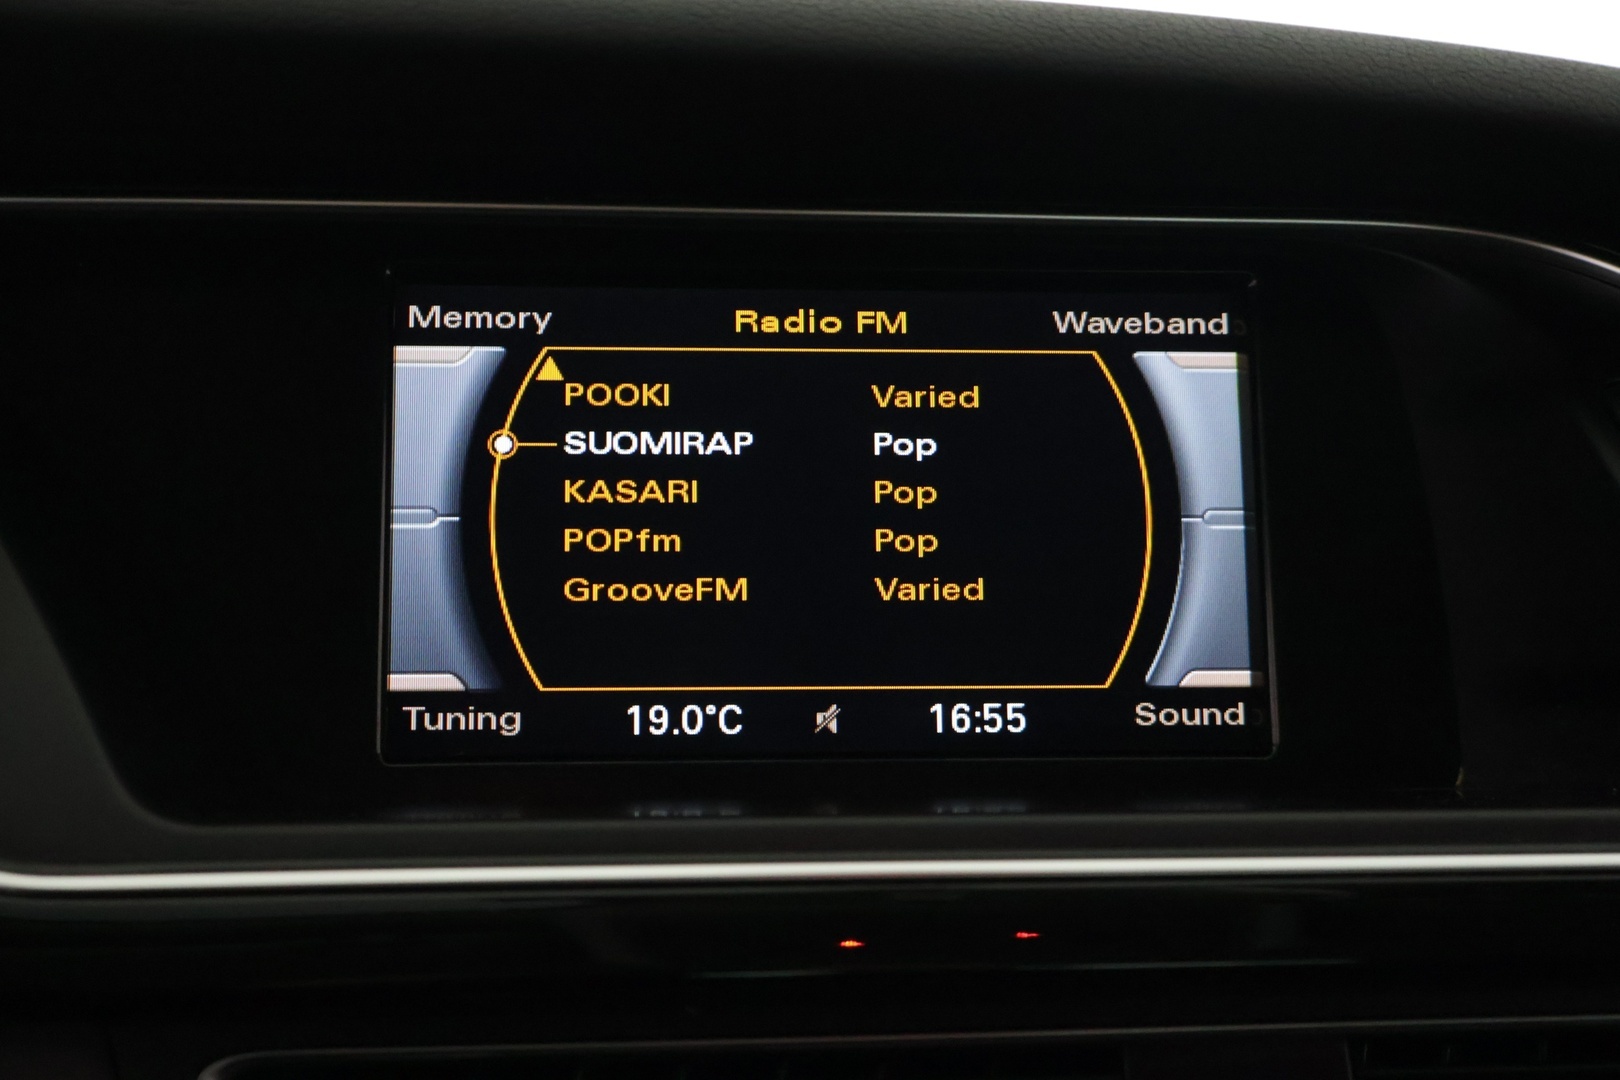 Memory Radio FM Waveband
POOKI Varied
SUOMIRAP Pop
KASARI Pop
POPfm Pop
GrooveFM Varied
Tuning 19.0°C 16:55 Sound